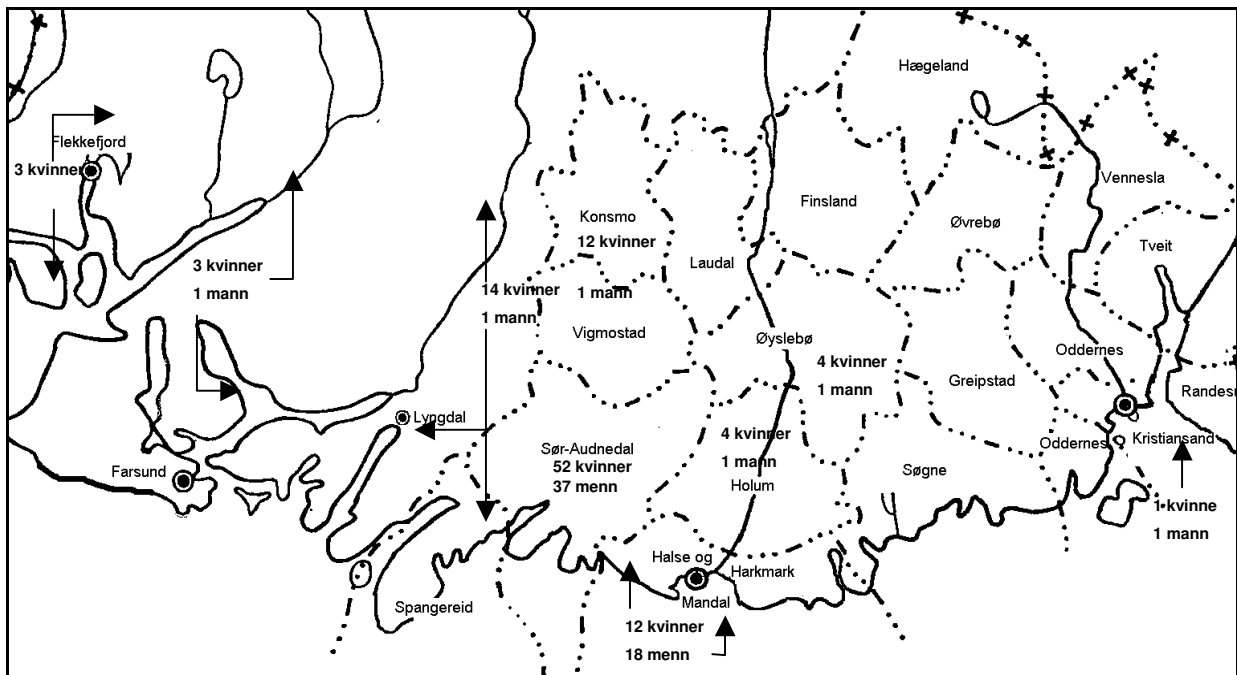 Hægeland
Flekkefjord
3 kvinner
Vennesla
Konsmo
12 kvinner
1 mann
Finsland
Øvrebø
Tveit
Laudal
3 kvinner
1 mann
14 kvinner
1 mann
Vigmostad
Øyslebø
4 kvinner
1 mann
Oddernes
Greipstad
Lyngdal
Farsund
Sør-Audnedal
52 kvinner
37 menn
4 kvinner
1 mann
Holum
Søgne
Oddernes
Kristiansand
1 kvinne
1 mann
Halse og
Harkmark
Mandal
Spangereid
12 kvinner
18 menn